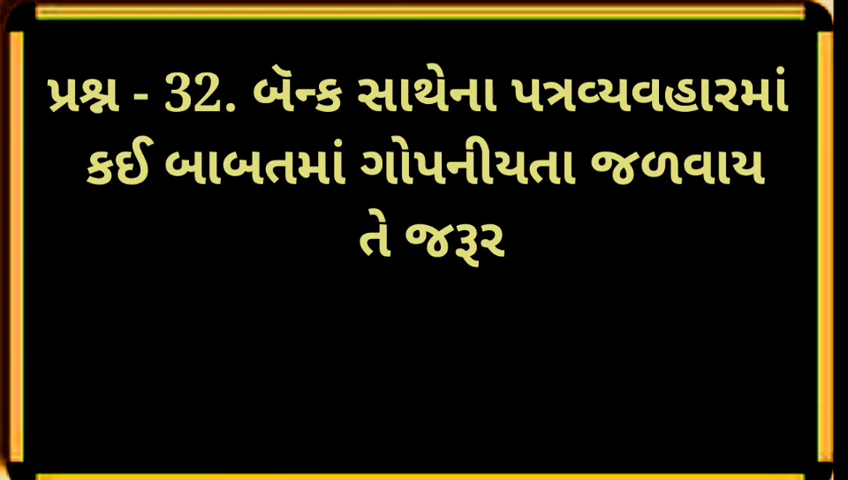 પ્રશ્ન - 32. બૅન્ક સાથેના પત્રવ્યવહારમાં
કઈ બાબતમાં ગોપનીયતા જળવાય
તે જરૂર